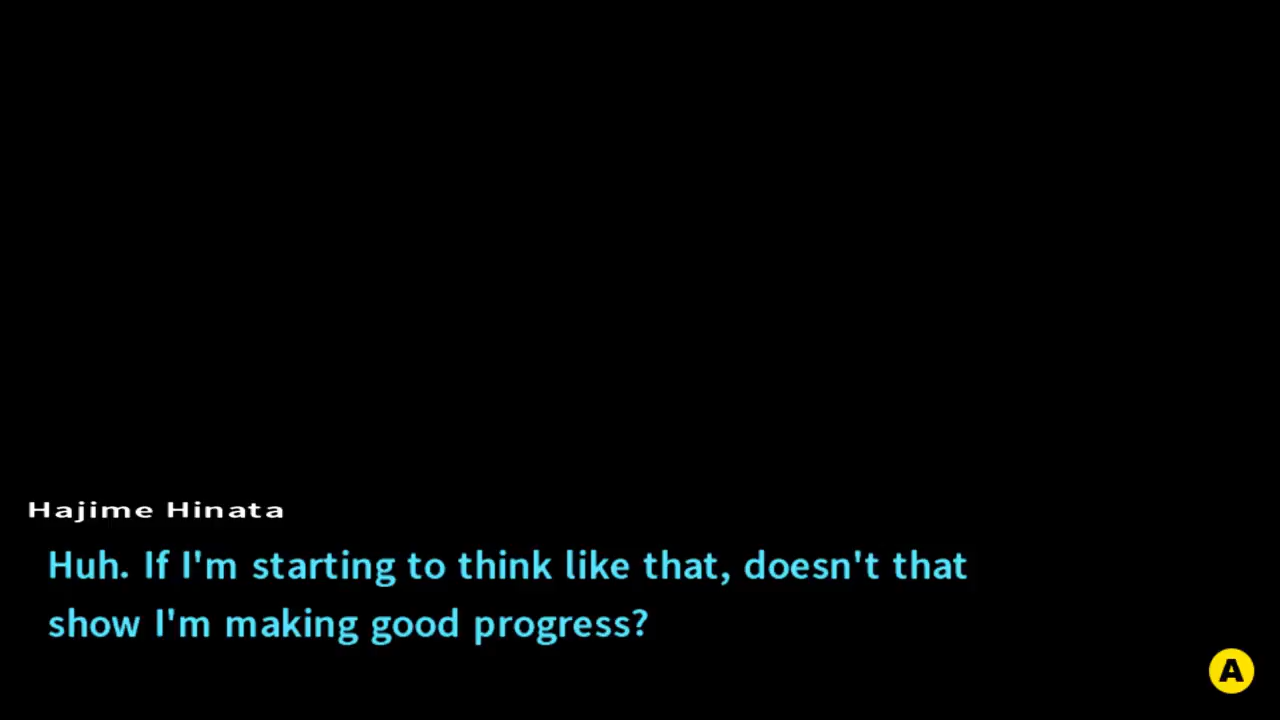 Hajime Hinata
Huh. If I'm starting to think like that, doesn't that
show I'm making good progress?
A